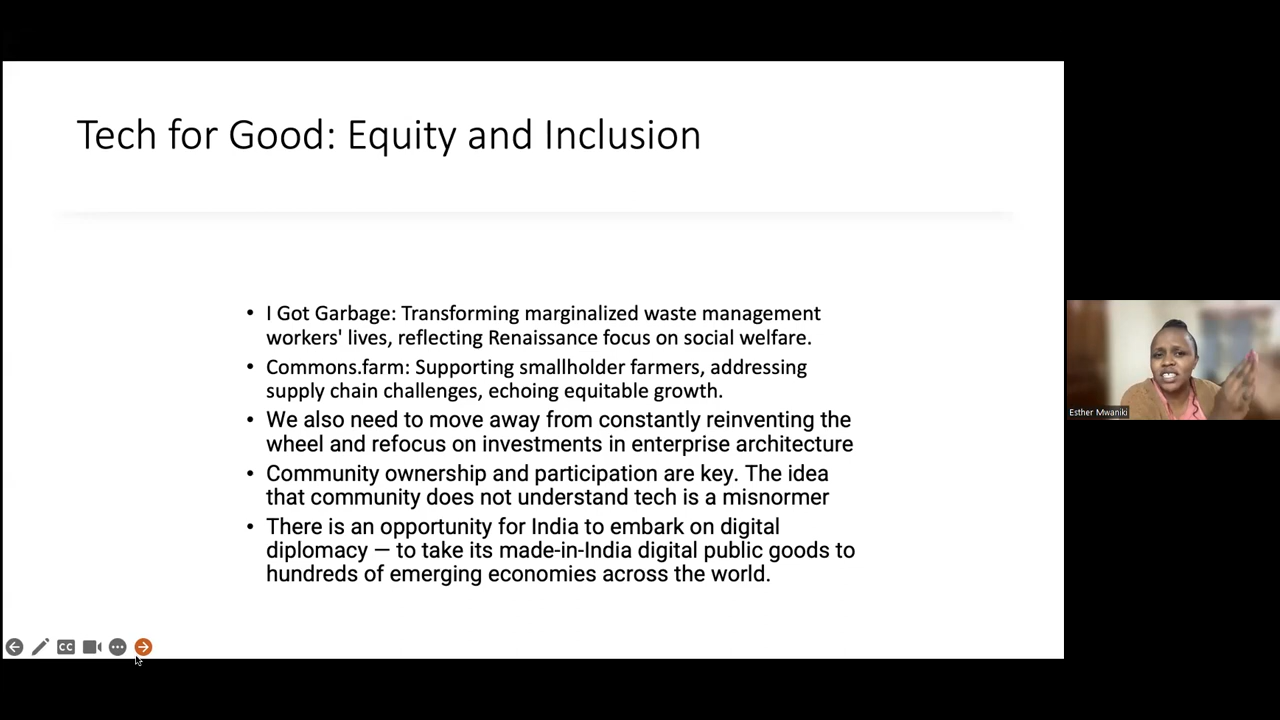 Tech for Good: Equity and Inclusion
• I Got Garbage: Transforming marginalized waste management
workers' lives, reflecting Renaissance focus on social welfare.
• Commons.farm: Supporting smallholder farmers, addressing
supply chain challenges, echoing equitable growth.
• We also need to move away from constantly reinventing the
wheel and refocus on investments in enterprise architecture
• Community ownership and participation are key. The idea
that community does not understand tech is a misnormer
• There is an opportunity for India to embark on digital
diplomacy — to take its made-in-India digital public goods to
hundreds of emerging economies across the world.
CC
Esther Mwaniki